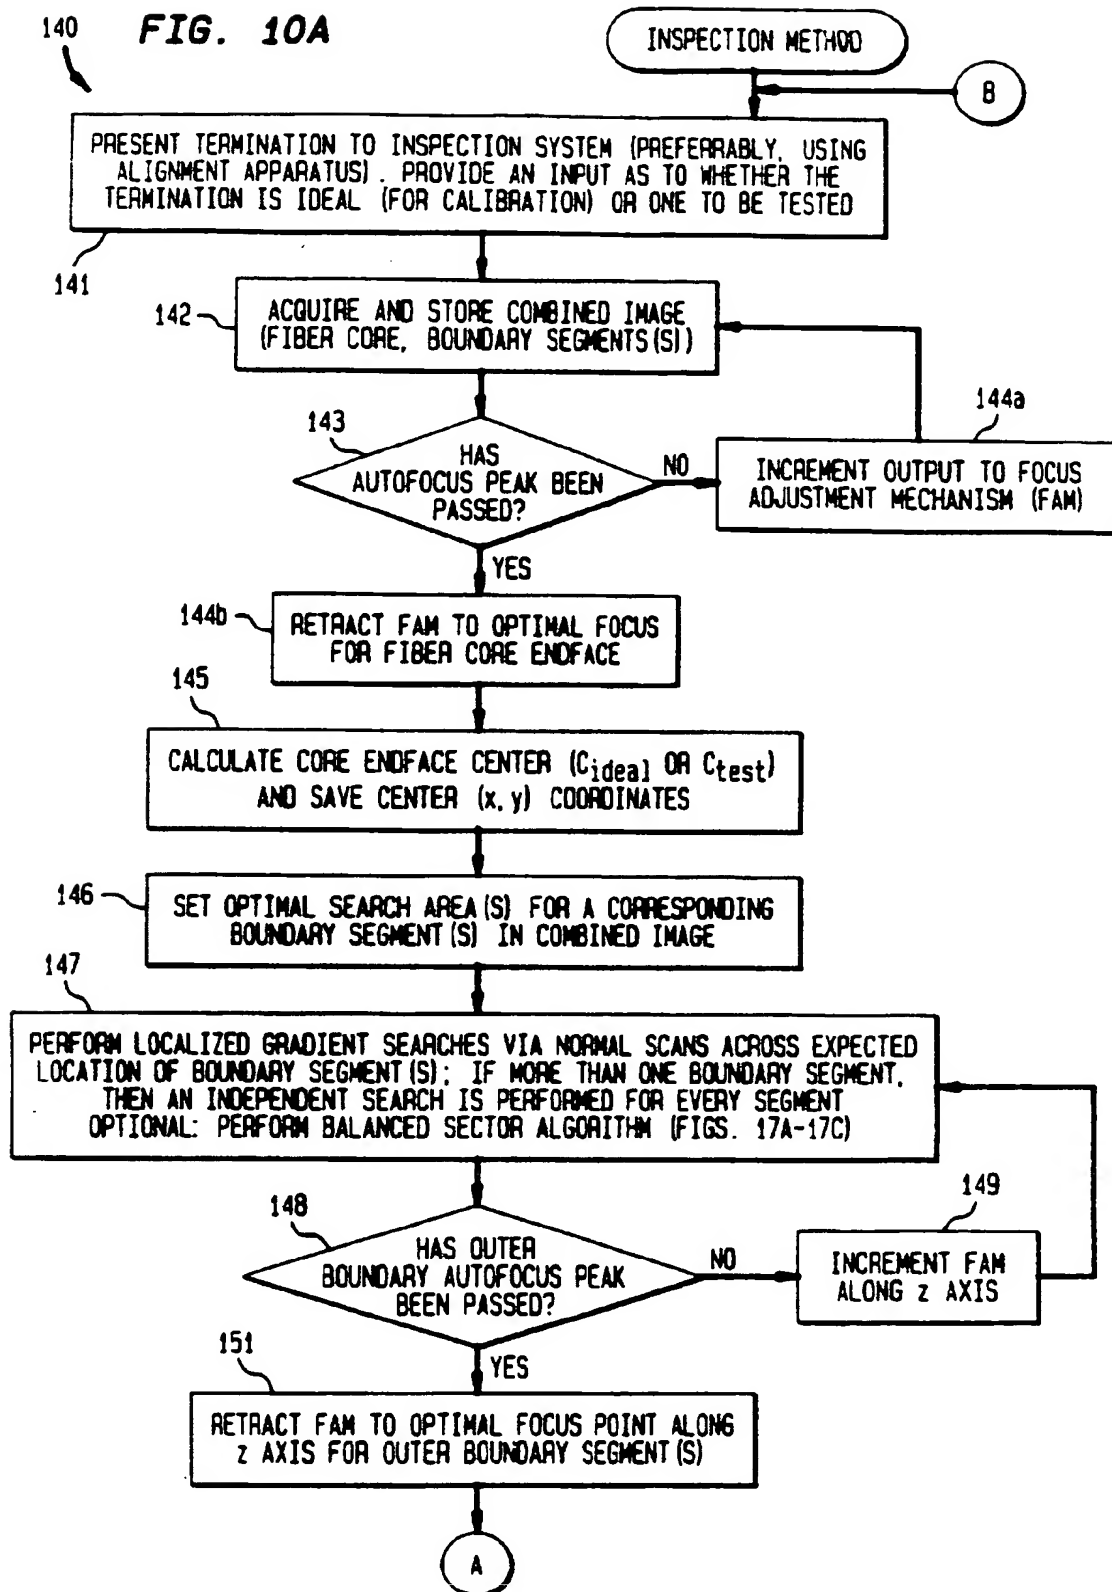 140
FIG. 10A
INSPECTION METHOD
B
PRESENT TERMINATION TO INSPECTION SYSTEM (PREFERRABLY, USING
ALIGNMENT APPARATUS). PROVIDE AN INPUT AS TO WHETHER THE
TERMINATION IS IDEAL (FOR CALIBRATION) OR ONE TO BE TESTED
141
142
ACQUIRE AND STORE COMBINED IMAGE
(FIBER CORE, BOUNDARY SEGMENTS(S))
143
HAS
AUTOFOCUS PEAK BEEN
PASSED?
NO
144a
INCREMENT OUTPUT TO FOCUS
ADJUSTMENT MECHANISM (FAM)
YES
144b
RETRACT FAM TO OPTIMAL FOCUS
FOR FIBER CORE ENDFACE
145
CALCULATE CORE ENDFACE CENTER (Cideal OR Ctest)
AND SAVE CENTER (x, y) COORDINATES
146
SET OPTIMAL SEARCH AREA(S) FOR A CORRESPONDING
BOUNDARY SEGMENT(S) IN COMBINED IMAGE
147
PERFORM LOCALIZED GRADIENT SEARCHES VIA NORMAL SCANS ACROSS EXPECTED
LOCATION OF BOUNDARY SEGMENT(S); IF MORE THAN ONE BOUNDARY SEGMENT,
THEN AN INDEPENDENT SEARCH IS PERFORMED FOR EVERY SEGMENT
OPTIONAL: PERFORM BALANCED SECTOR ALGORITHM (FIGS. 17A-17C)
148
HAS OUTER
BOUNDARY AUTOFOCUS PEAK
BEEN PASSED?
NO
149
INCREMENT FAM
ALONG z AXIS
YES
151
RETRACT FAM TO OPTIMAL FOCUS POINT ALONG
z AXIS FOR OUTER BOUNDARY SEGMENT(S)
A